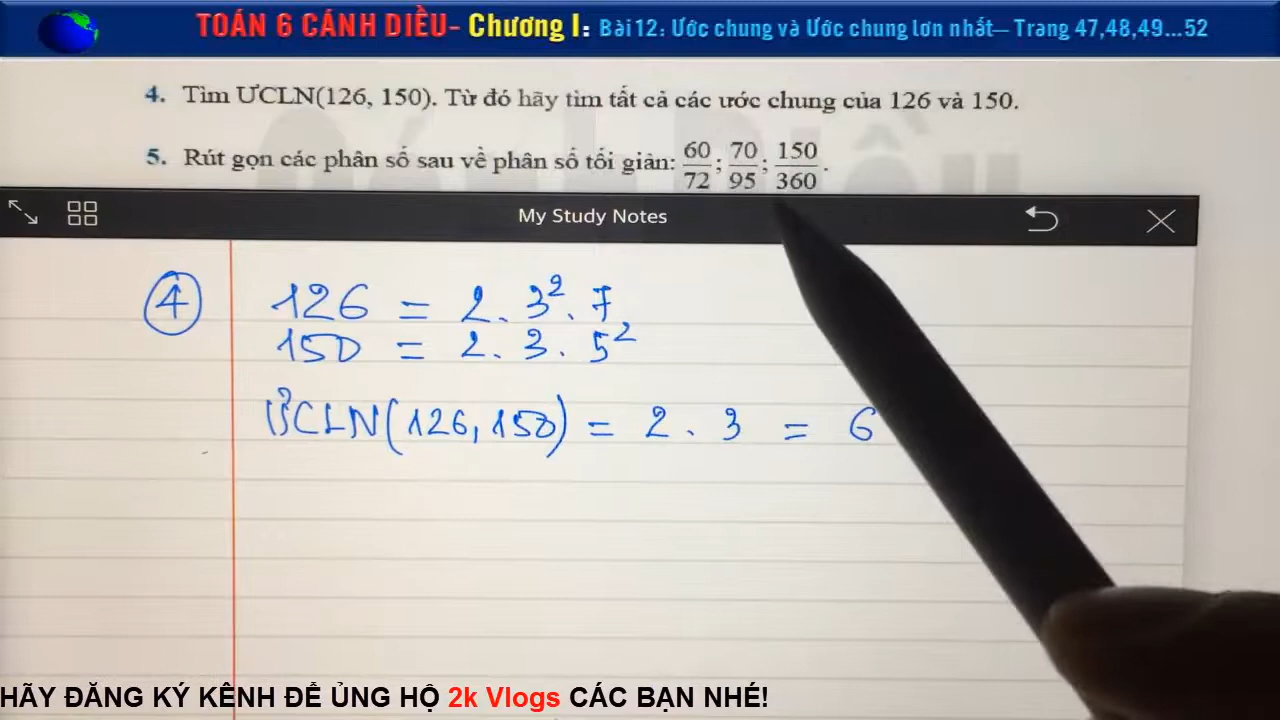 TOÁN 6 CÁNH DIỀU- Chương I: Bài 12: Ước chung và Ước chung lớn nhất– Trang 47,48,49...52
4. Tìm ƯCLN(126, 150). Từ đó hãy tìm tất cả các ước chung của 126 và 150.
5. Rút gọn các phân số sau về phân số tối giản: 60/72; 70/95; 150/360.
My Study Notes
4 126 = 2 . 3² . 7
150 = 2 . 3 . 5²
ƯCLN(126, 150) = 2 . 3 = 6
HÃY ĐĂNG KÝ KÊNH ĐỂ ỦNG HỘ 2k Vlogs CÁC BẠN NHÉ!